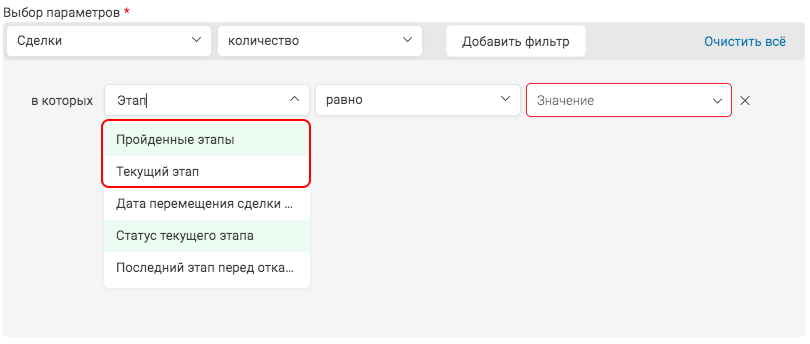 Выбор параметров *
Сделки количество Добавить фильтр Очистить всё
в которых Этап равно Значение
Пройденные этапы
Текущий этап
Дата перемещения сделки ...
Статус текущего этапа
Последний этап перед отка...